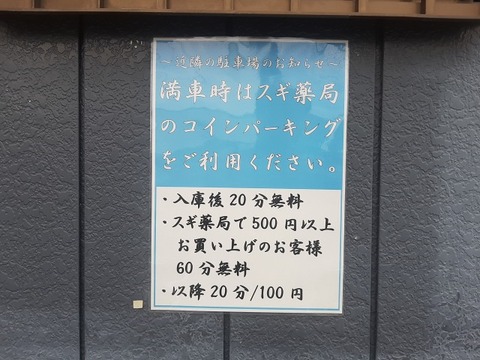 ～近隣の駐車場のお知らせ～
満車時はスギ薬局
のコインパーキング
をご利用ください。
・入庫後20分無料
・スギ薬局で500円以上
お買い上げのお客様
60分無料
・以降20分/100円